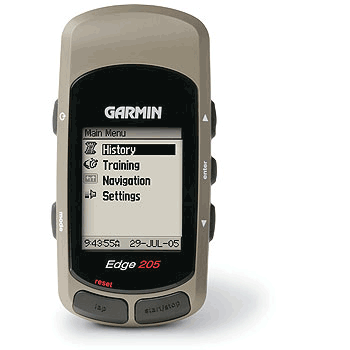 GARMIN
Main Menu
History
Training
Navigation
Settings
9:43:55A 29-JUL-05
mode
enter
Edge 205
reset
lap
start/stop